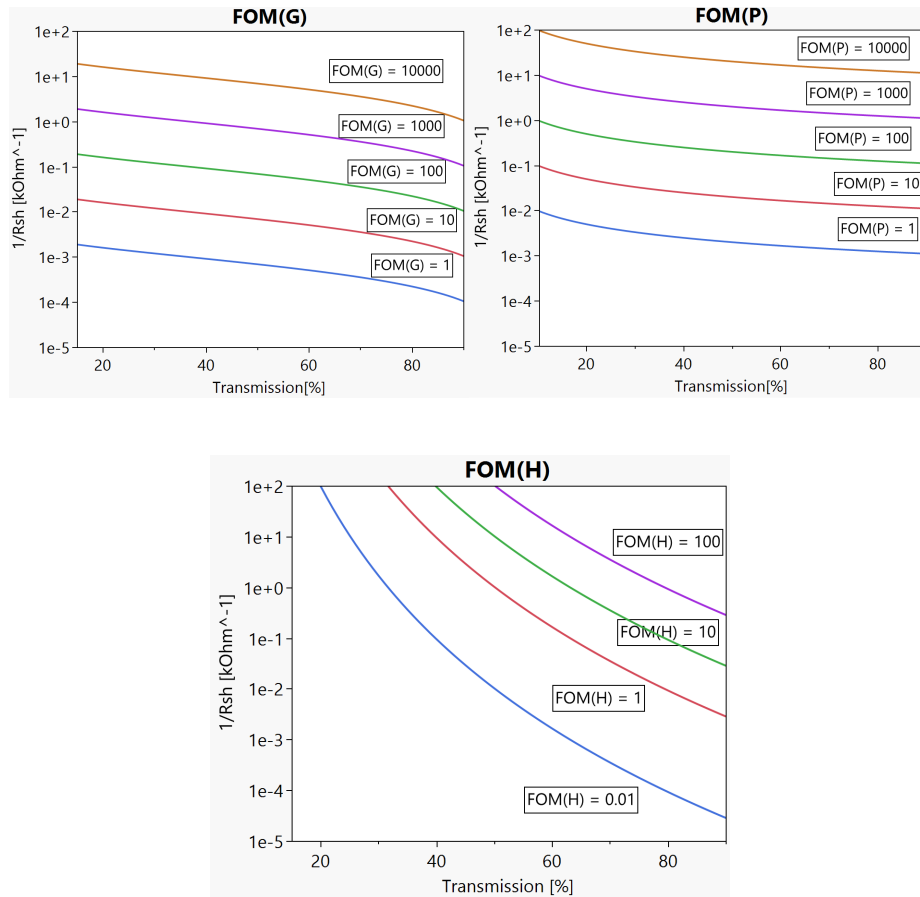 FOM(G)
1e+2
1e+1
1e+0
1e-1
1e-2
1e-3
1e-4
1e-5
1/Rsh [kOhm^-1]
FOM(G) = 10000
FOM(G) = 1000
FOM(G) = 100
FOM(G) = 10
FOM(G) = 1
20 40 60 80
Transmission[%]
FOM(P)
1e+2
1e+1
1e+0
1e-1
1e-2
1e-3
1e-4
1e-5
1/Rsh [kOhm^-1]
FOM(P) = 10000
FOM(P) = 1000
FOM(P) = 100
FOM(P) = 10
FOM(P) = 1
20 40 60 80
Transmission[%]
FOM(H)
1e+2
1e+1
1e+0
1e-1
1e-2
1e-3
1e-4
1e-5
1/Rsh [kOhm^-1]
FOM(H) = 100
FOM(H) = 10
FOM(H) = 1
FOM(H) = 0.01
20 40 60 80
Transmission [%]